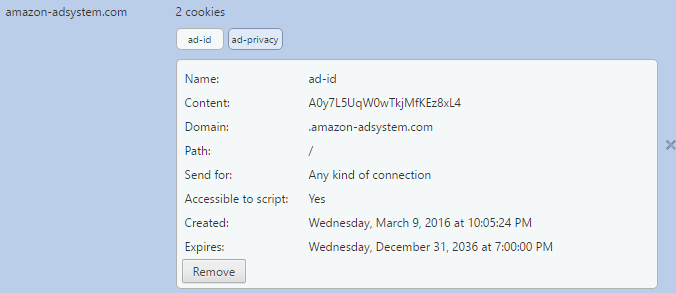 amazon-adsystem.com 2 cookies
ad-id ad-privacy
Name: ad-id
Content: A0y7L5UqW0wTkjMfKEz8xL4
Domain: .amazon-adsystem.com
Path: /
Send for: Any kind of connection
Accessible to script: Yes
Created: Wednesday, March 9, 2016 at 10:05:24 PM
Expires: Wednesday, December 31, 2036 at 7:00:00 PM
Remove